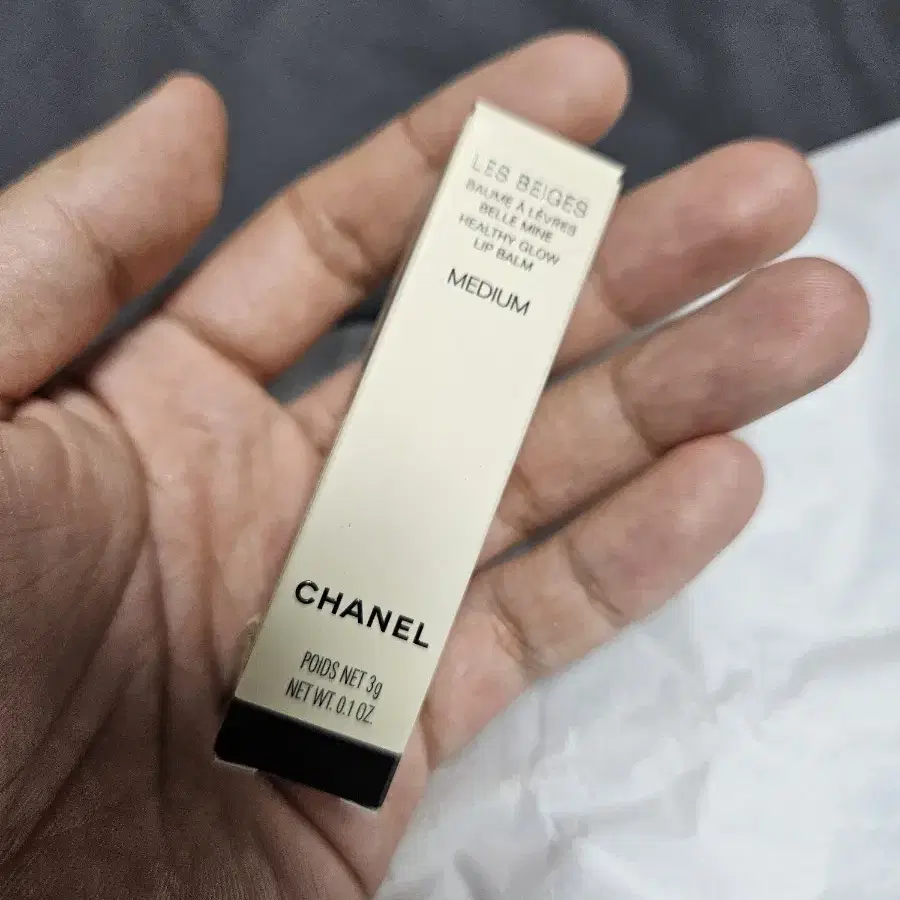 LES BEIGES
BAUME À LÈVRES
BELLE MINE
HEALTHY GLOW
LIP BALM
MEDIUM
CHANEL
POIDS NET 3g
NET WT. 0.1 OZ.